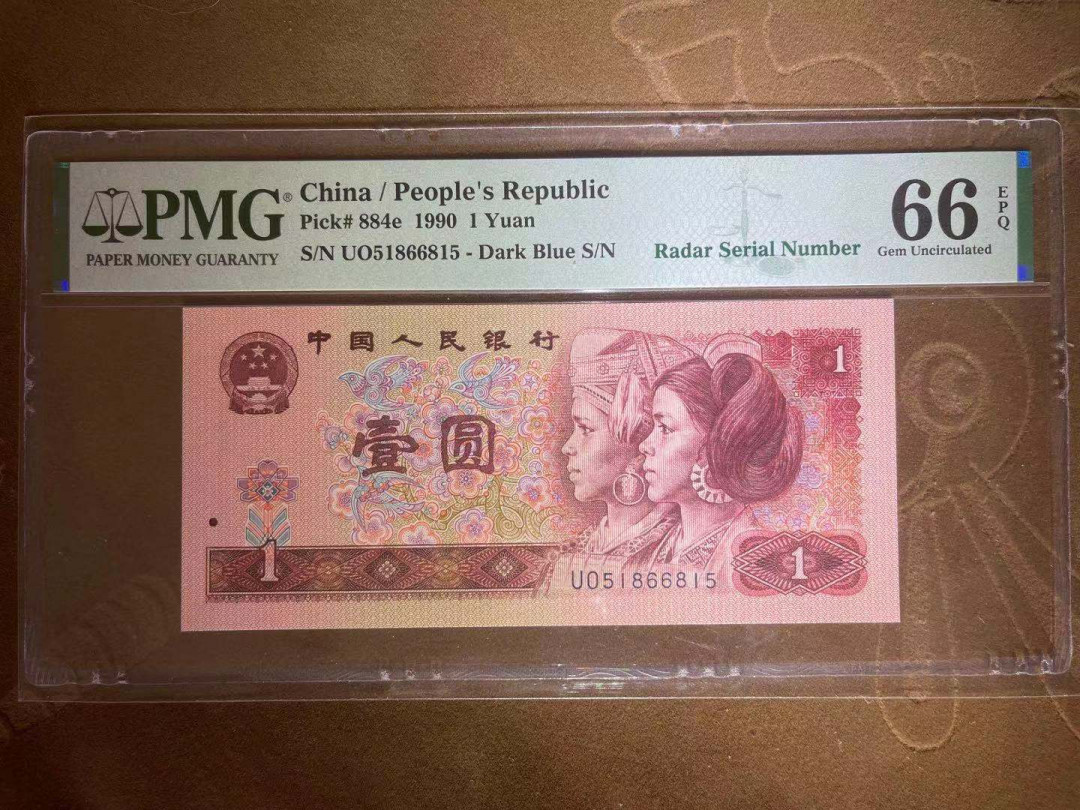 PMG®
PAPER MONEY GUARANTY
China / People's Republic
Pick# 884e 1990 1 Yuan
S/N UO51866815 - Dark Blue S/N
Radar Serial Number
66
EPQ
Gem Uncirculated
中国人民银行
1
壹圆
1
UO51866815
1